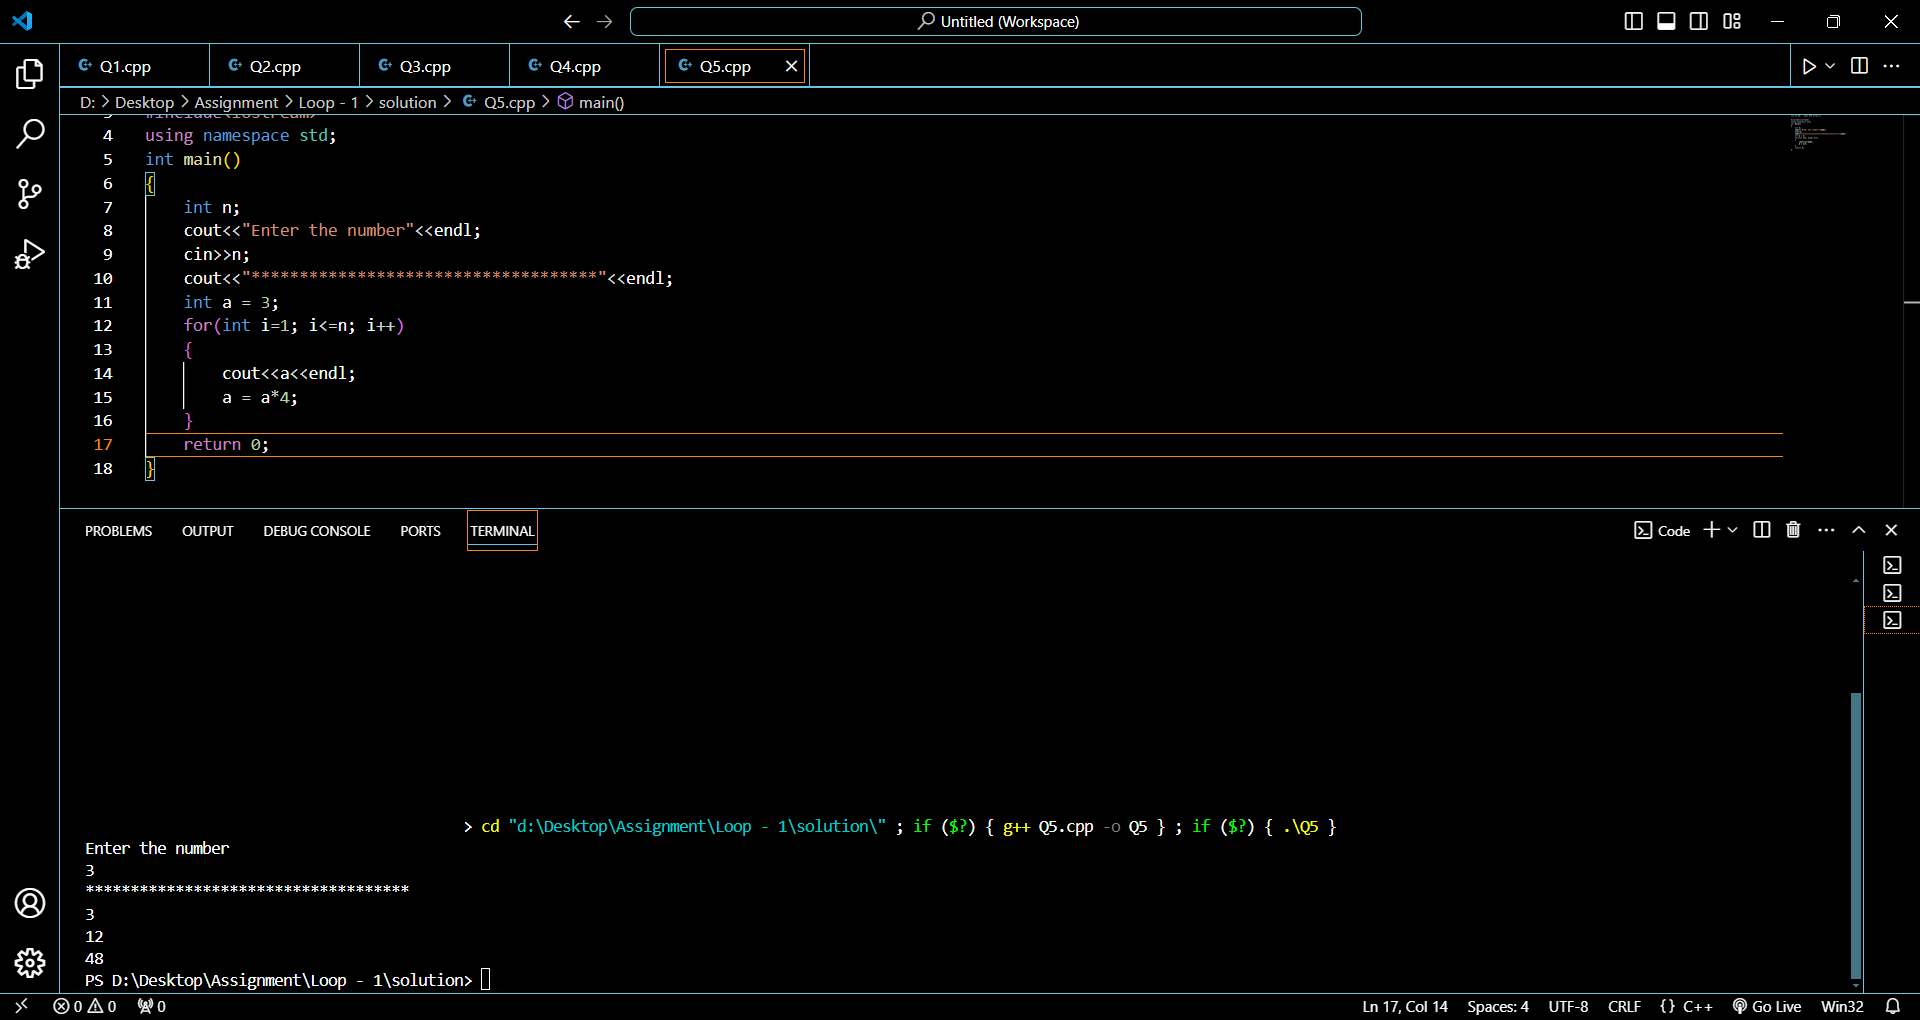 Untitled (Workspace)
Q1.cpp
Q2.cpp
Q3.cpp
Q4.cpp
Q5.cpp
D: > Desktop > Assignment > Loop - 1 > solution > Q5.cpp > main()
3 #include<iostream>
4 using namespace std;
5 int main()
6 {
7 int n;
8 cout<<"Enter the number"<<endl;
9 cin>>n;
10 cout<<"************************************"<<endl;
11 int a = 3;
12 for(int i=1; i<=n; i++)
13 {
14 cout<<a<<endl;
15 a = a*4;
16 }
17 return 0;
18 }
PROBLEMS OUTPUT DEBUG CONSOLE PORTS TERMINAL
Code
> cd "d:\Desktop\Assignment\Loop - 1\solution\" ; if ($?) { g++ Q5.cpp -o Q5 } ; if ($?) { .\Q5 }
Enter the number
3
************************************
3
12
48
PS D:\Desktop\Assignment\Loop - 1\solution>
0 0 0
Ln 17, Col 14 Spaces: 4 UTF-8 CRLF {} C++ Go Live Win32